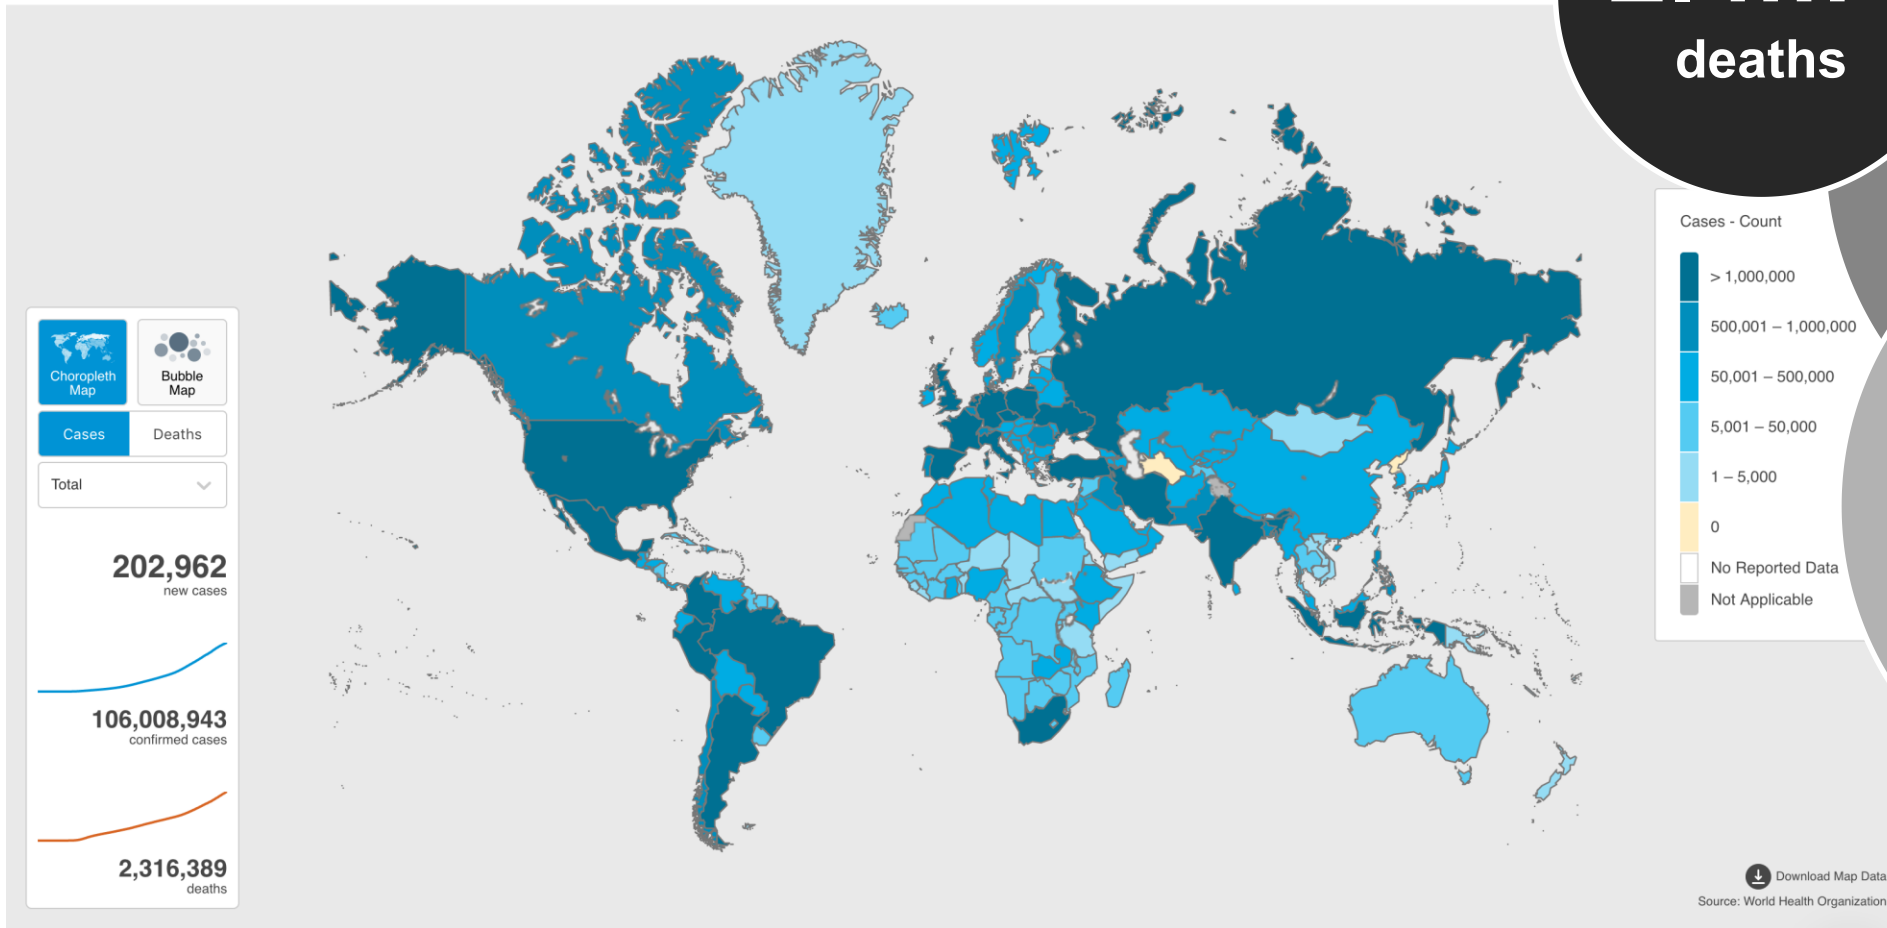 deaths
Choropleth
Map
Bubble
Map
Cases
Deaths
Total
202,962
new cases
106,008,943
confirmed cases
2,316,389
deaths
Cases - Count
> 1,000,000
500,001 – 1,000,000
50,001 – 500,000
5,001 – 50,000
1 – 5,000
0
No Reported Data
Not Applicable
Download Map Data
Source: World Health Organization